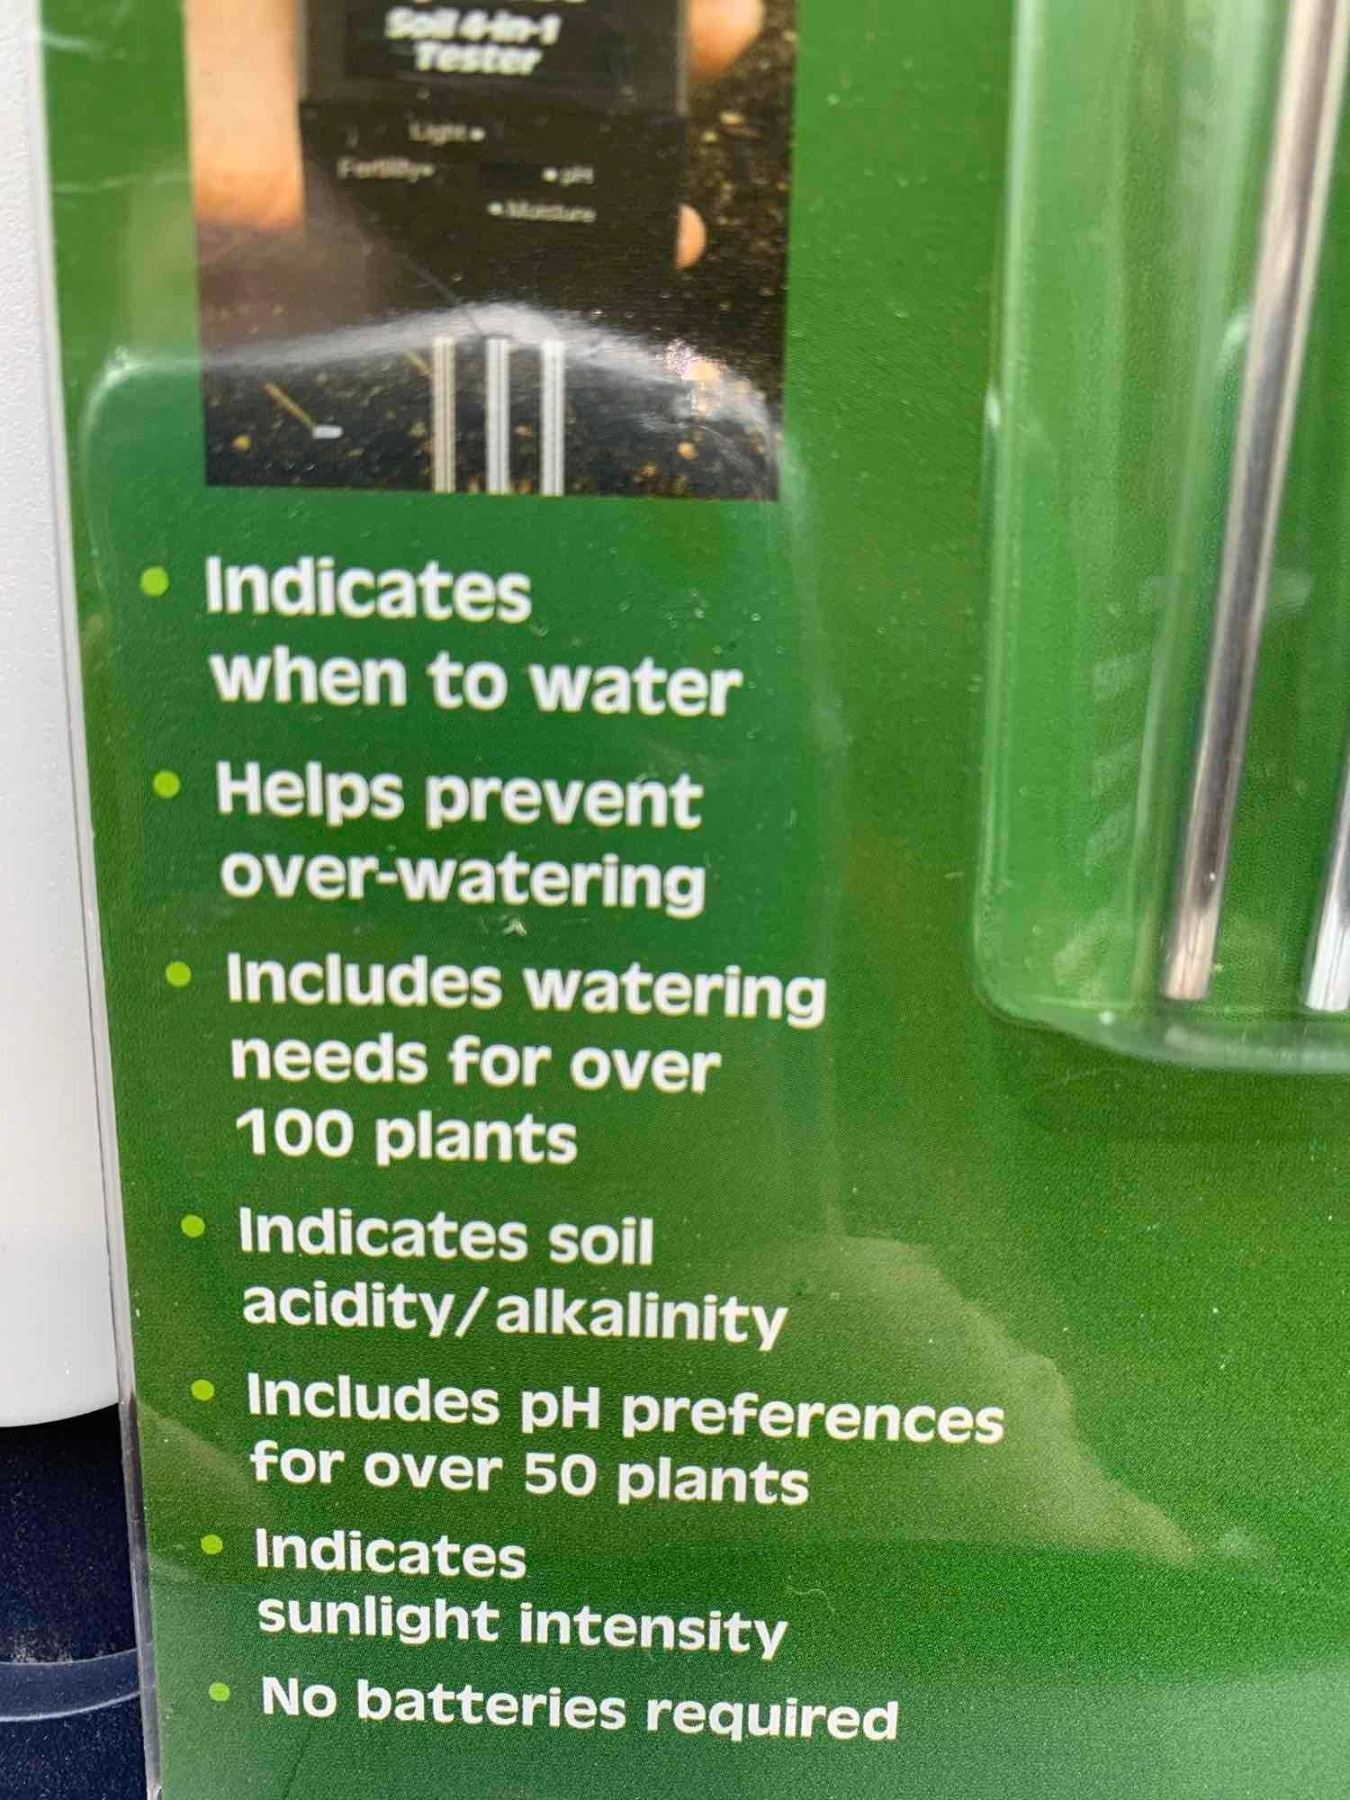 Soil 4-in-1
Tester
Light
Fertility
pH
Moisture
Indicates
when to water
Helps prevent
over-watering
Includes watering
needs for over
100 plants
Indicates soil
acidity/alkalinity
Includes pH preferences
for over 50 plants
Indicates
sunlight intensity
No batteries required